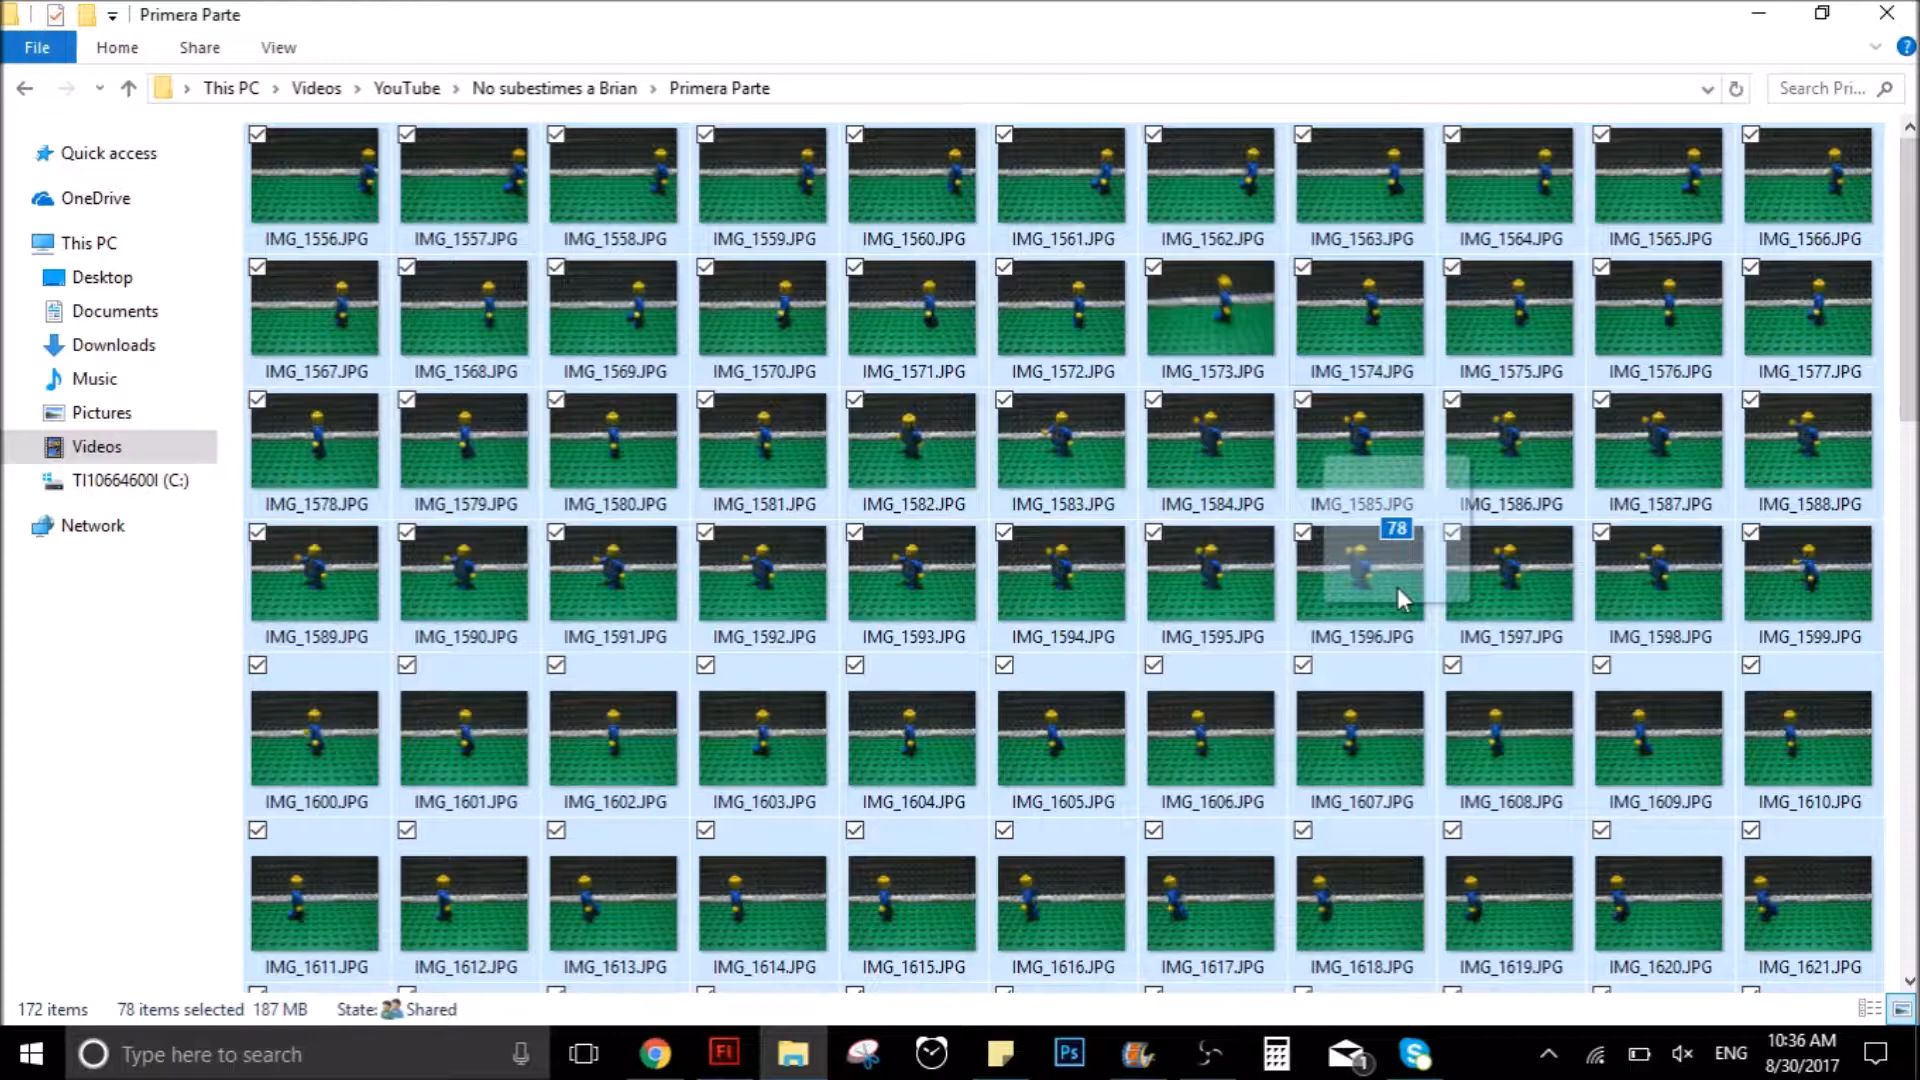 Primera Parte
File Home Share View
This PC > Videos > YouTube > No subestimes a Brian > Primera Parte
Search Pri...
Quick access
OneDrive
This PC
Desktop
Documents
Downloads
Music
Pictures
Videos
TI10664600I (C:)
Network
IMG_1556.JPG IMG_1557.JPG IMG_1558.JPG IMG_1559.JPG IMG_1560.JPG IMG_1561.JPG IMG_1562.JPG IMG_1563.JPG IMG_1564.JPG IMG_1565.JPG IMG_1566.JPG
IMG_1567.JPG IMG_1568.JPG IMG_1569.JPG IMG_1570.JPG IMG_1571.JPG IMG_1572.JPG IMG_1573.JPG IMG_1574.JPG IMG_1575.JPG IMG_1576.JPG IMG_1577.JPG
IMG_1578.JPG IMG_1579.JPG IMG_1580.JPG IMG_1581.JPG IMG_1582.JPG IMG_1583.JPG IMG_1584.JPG IMG_1585.JPG IMG_1586.JPG IMG_1587.JPG IMG_1588.JPG
78
IMG_1589.JPG IMG_1590.JPG IMG_1591.JPG IMG_1592.JPG IMG_1593.JPG IMG_1594.JPG IMG_1595.JPG IMG_1596.JPG IMG_1597.JPG IMG_1598.JPG IMG_1599.JPG
IMG_1600.JPG IMG_1601.JPG IMG_1602.JPG IMG_1603.JPG IMG_1604.JPG IMG_1605.JPG IMG_1606.JPG IMG_1607.JPG IMG_1608.JPG IMG_1609.JPG IMG_1610.JPG
IMG_1611.JPG IMG_1612.JPG IMG_1613.JPG IMG_1614.JPG IMG_1615.JPG IMG_1616.JPG IMG_1617.JPG IMG_1618.JPG IMG_1619.JPG IMG_1620.JPG IMG_1621.JPG
172 items 78 items selected 187 MB State: Shared
Type here to search
Fl
Ps
1
ENG
10:36 AM
8/30/2017